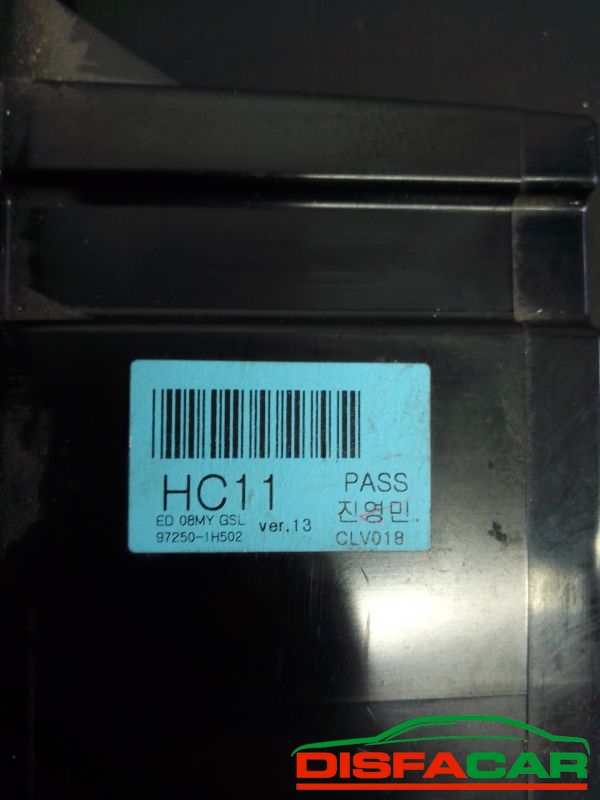 HC11
PASS
ED 08MY GSL
ver.13
진영민.
97250-1H502
CLV018
DISFACAR